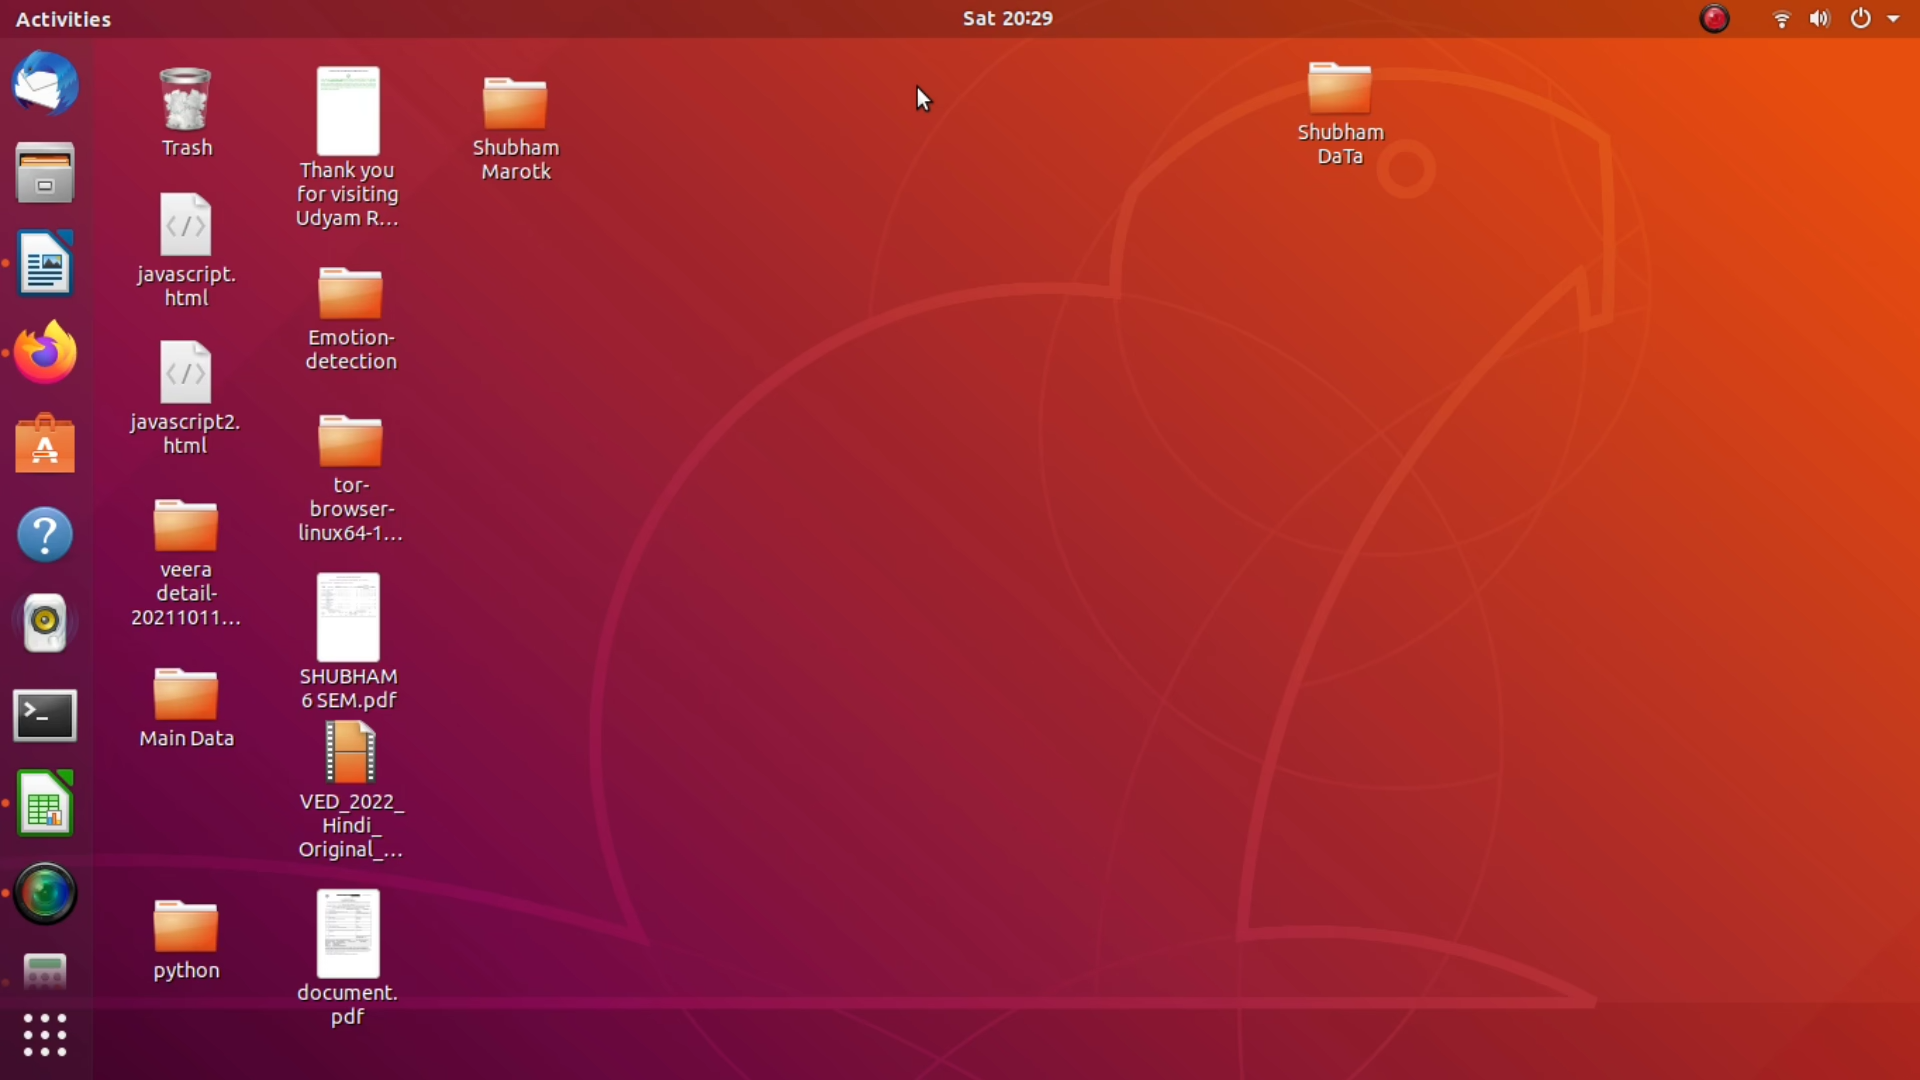 Activities
Sat 20:29
Trash
javascript.
html
javascript2.
html
veera
detail-
20211011...
Main Data
python
Thank you
for visiting
Udyam R...
Emotion-
detection
tor-
browser-
linux64-1...
SHUBHAM
6 SEM.pdf
VED_2022_
Hindi_
Original_...
document.
pdf
Shubham
Marotk
Shubham
DaTa